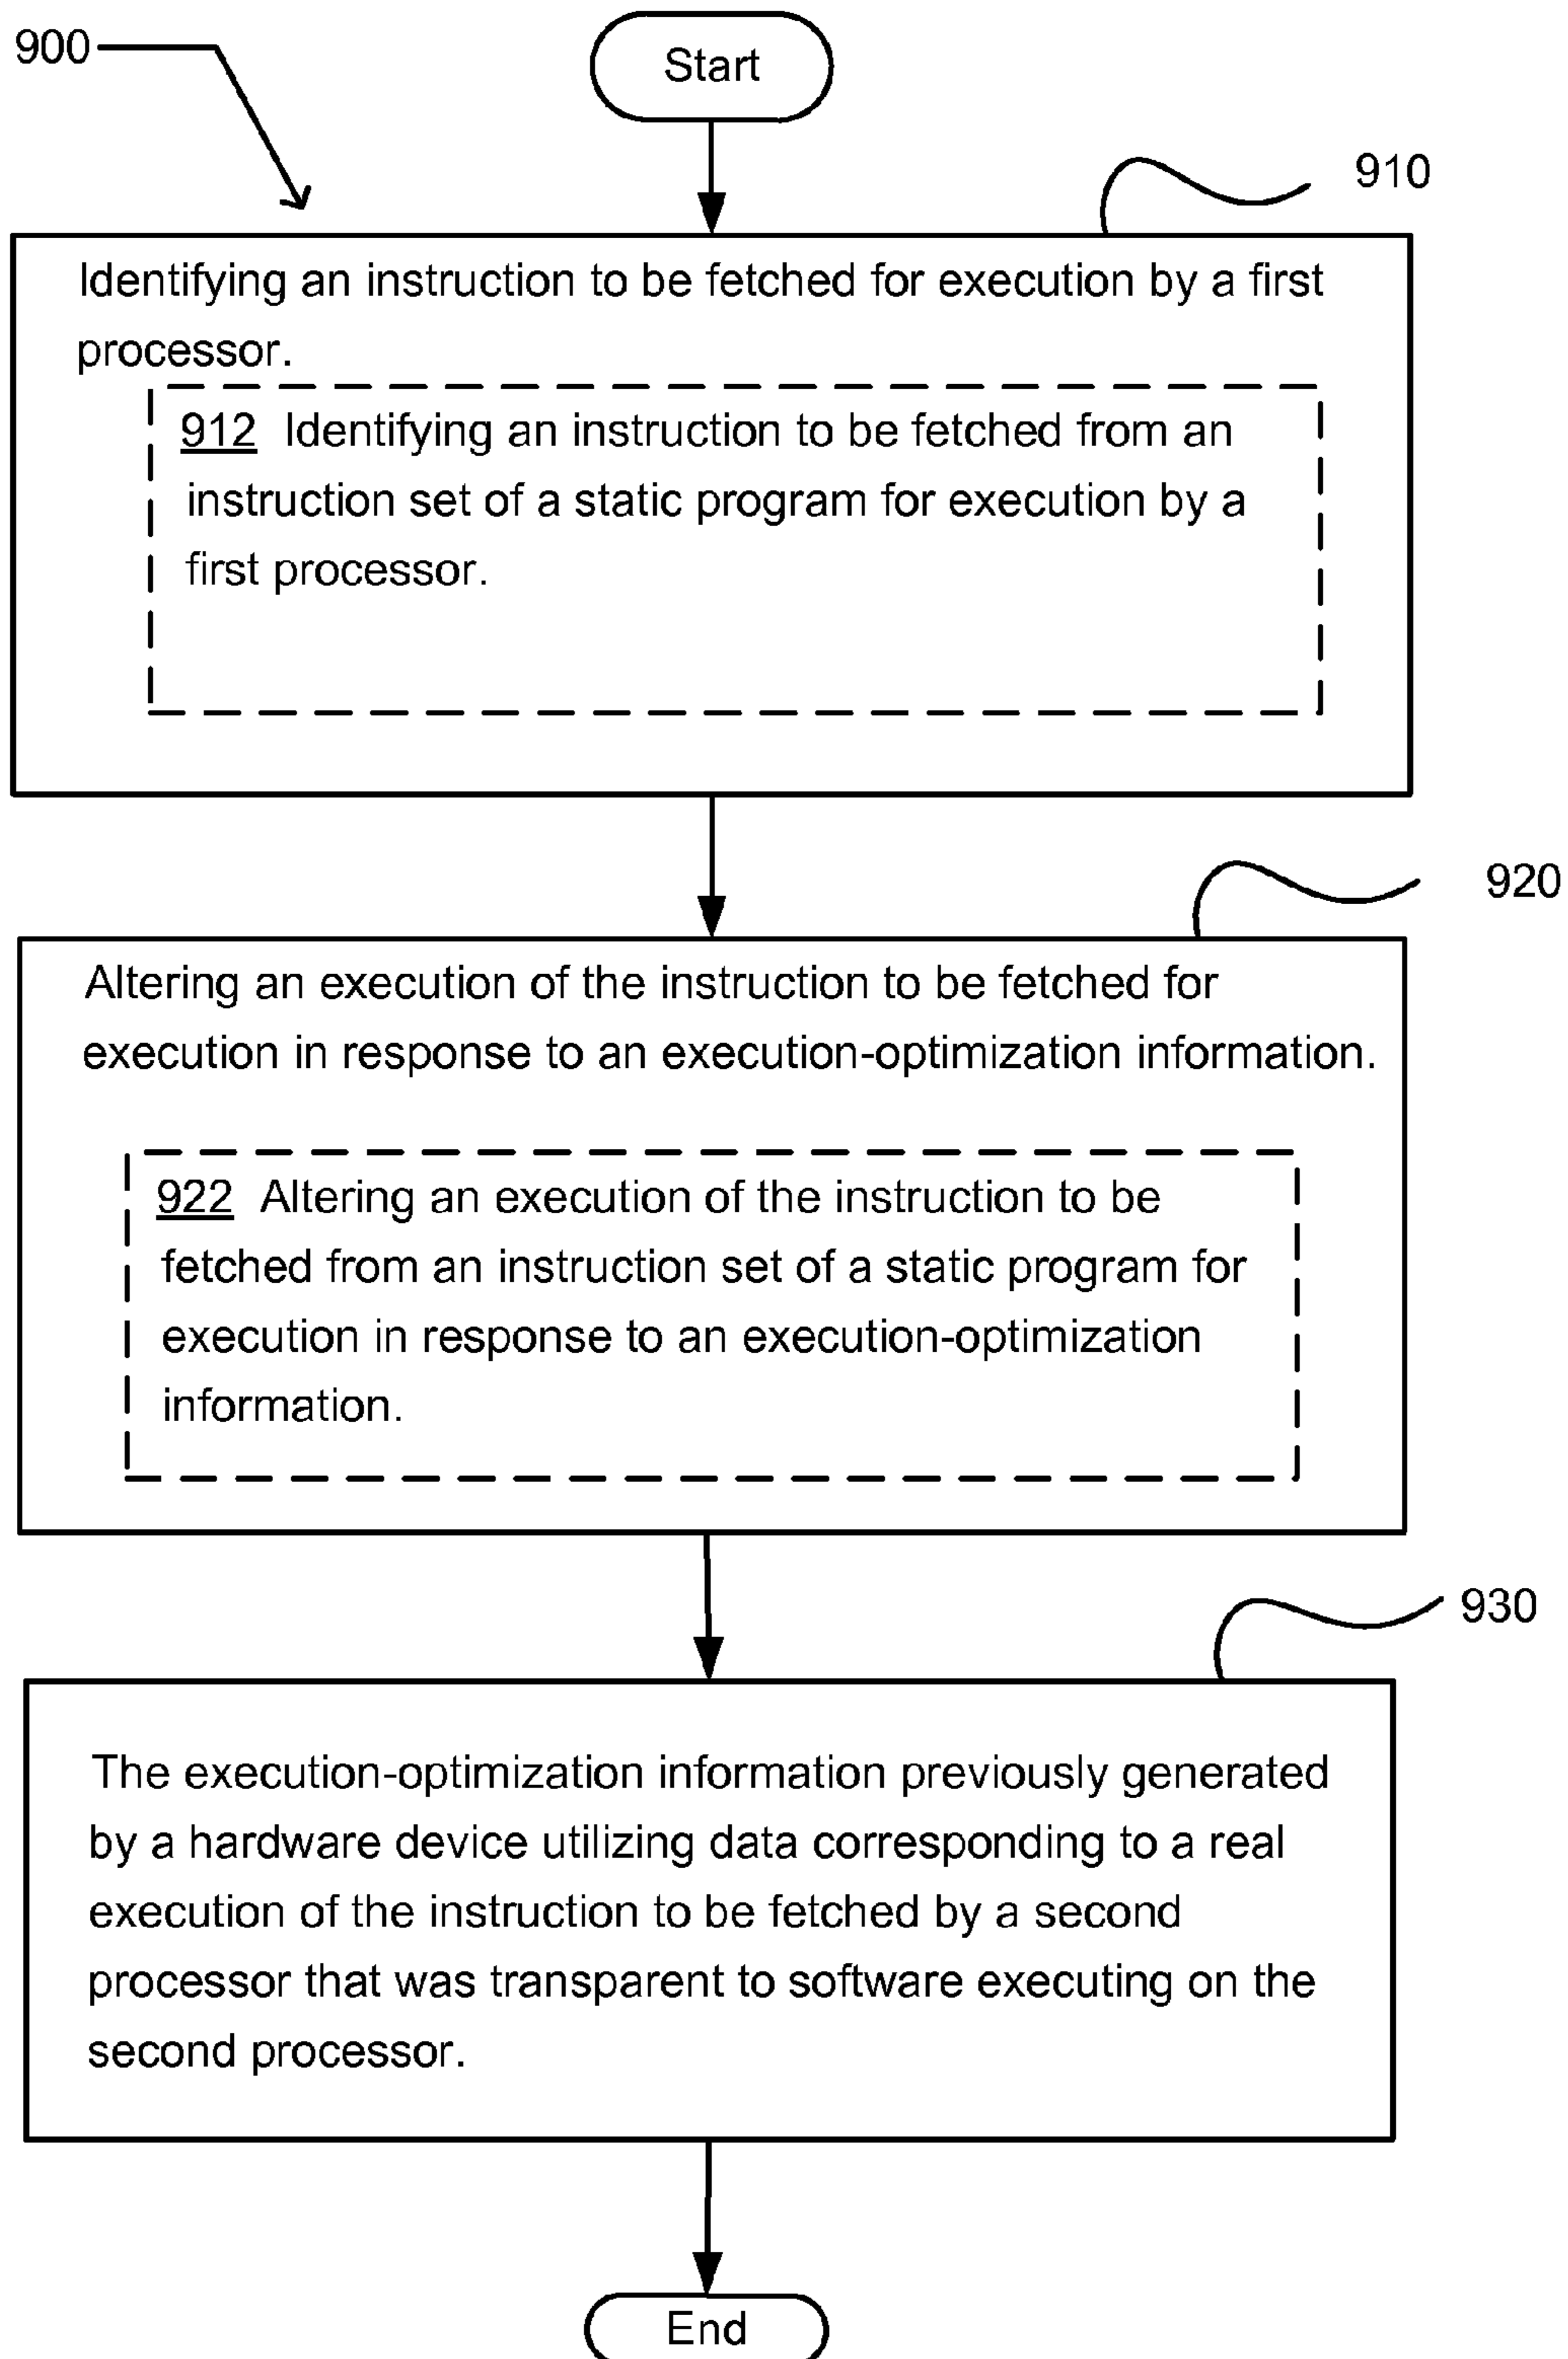 900
Start
910
Identifying an instruction to be fetched for execution by a first
processor.
912 Identifying an instruction to be fetched from an
instruction set of a static program for execution by a
first processor.
920
Altering an execution of the instruction to be fetched for
execution in response to an execution-optimization information.
922 Altering an execution of the instruction to be
fetched from an instruction set of a static program for
execution in response to an execution-optimization
information.
930
The execution-optimization information previously generated
by a hardware device utilizing data corresponding to a real
execution of the instruction to be fetched by a second
processor that was transparent to software executing on the
second processor.
End